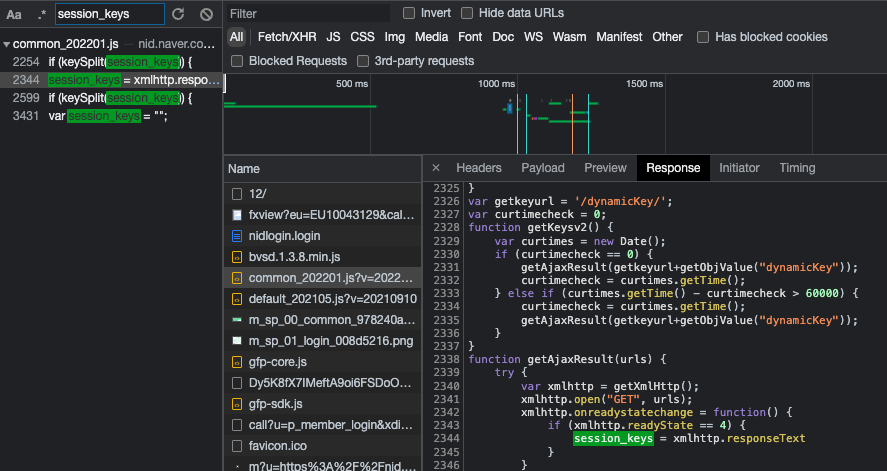 Aa .* session_keys
common_202201.js — nid.naver.co…
2254 if (keySplit(session_keys)) {
2344 session_keys = xmlhttp.respo…
2599 if (keySplit(session_keys)) {
3431 var session_keys = "";
Filter Invert Hide data URLs
All Fetch/XHR JS CSS Img Media Font Doc WS Wasm Manifest Other Has blocked cookies
Blocked Requests 3rd-party requests
500 ms 1000 ms 1500 ms 2000 ms
Name
12/
fxview?eu=EU10043129&cal…
nidlogin.login
bvsd.1.3.8.min.js
common_202201.js?v=2022…
default_202105.js?v=20210910
m_sp_00_common_978240a…
m_sp_01_login_008d5216.png
gfp-core.js
Dy5K8fX7IMeftA9oi6FSDoO…
gfp-sdk.js
call?u=p_member_login&xdi…
favicon.ico
m?u=https%3A%2F%2Fnid…
× Headers Payload Preview Response Initiator Timing
2325 }
2326 var getkeyurl = '/dynamicKey/';
2327 var curtimecheck = 0;
2328 function getKeysv2() {
2329 var curtimes = new Date();
2330 if (curtimecheck == 0) {
2331 getAjaxResult(getkeyurl+getObjValue("dynamicKey"));
2332 curtimecheck = curtimes.getTime();
2333 } else if (curtimes.getTime() - curtimecheck > 60000) {
2334 curtimecheck = curtimes.getTime();
2335 getAjaxResult(getkeyurl+getObjValue("dynamicKey"));
2336 }
2337 }
2338 function getAjaxResult(urls) {
2339 try {
2340 var xmlhttp = getXmlHttp();
2341 xmlhttp.open("GET", urls);
2342 xmlhttp.onreadystatechange = function() {
2343 if (xmlhttp.readyState == 4) {
2344 session_keys = xmlhttp.responseText
2345 }
2346 }